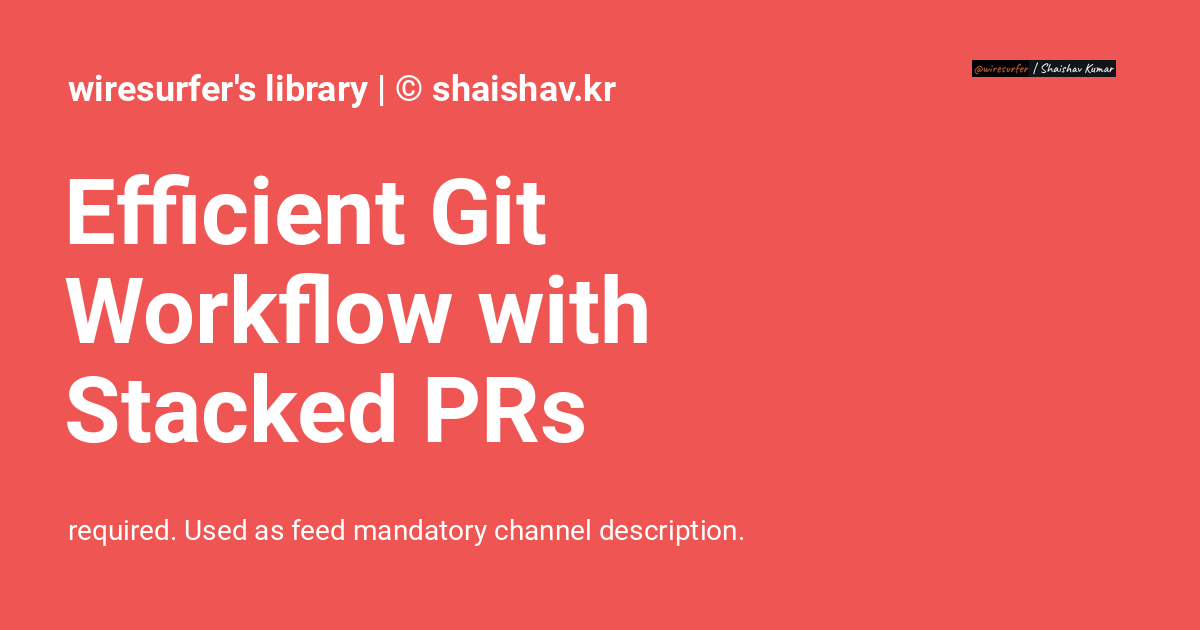 wiresurfer's library | © shaishav.kr
@wiresurfer | Shaishav Kumar
Efficient Git
Workflow with
Stacked PRs
required. Used as feed mandatory channel description.